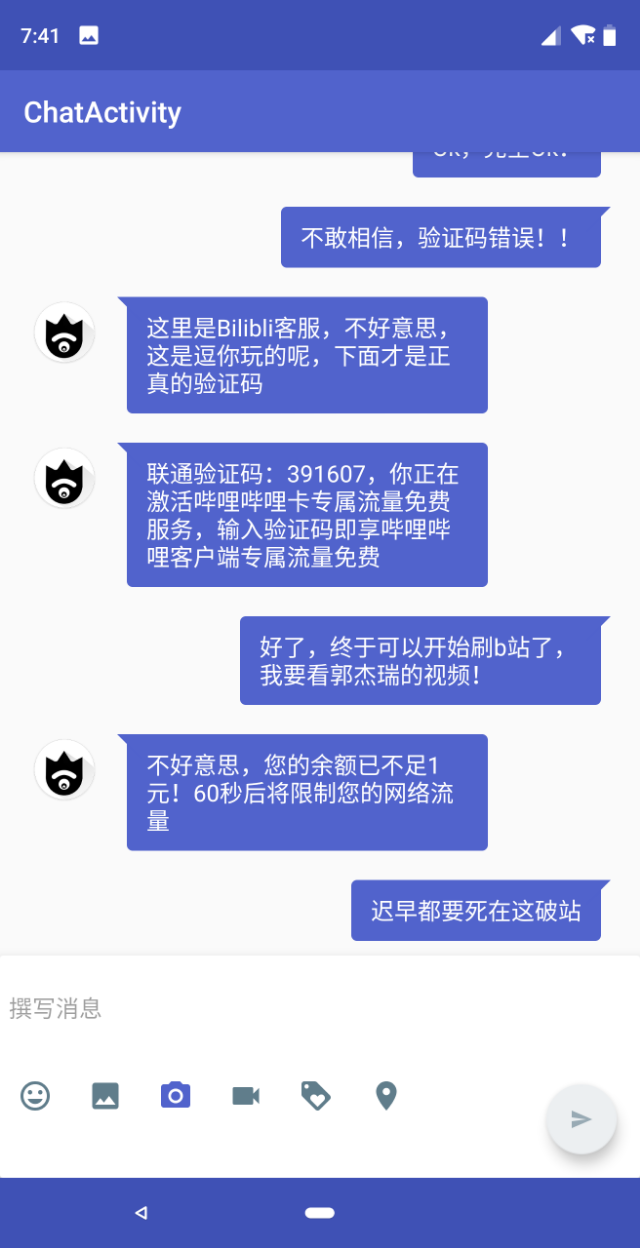 7:41
ChatActivity
不敢相信，验证码错误！！
这里是Bilibli客服，不好意思，
这是逗你玩的呢，下面才是正
真的验证码
联通验证码：391607，你正在
激活哔哩哔哩卡专属流量免费
服务，输入验证码即享哔哩哔
哩客户端专属流量免费
好了，终于可以开始刷b站了，
我要看郭杰瑞的视频！
不好意思，您的余额已不足1
元！60秒后将限制您的网络流
量
迟早都要死在这破站
撰写消息